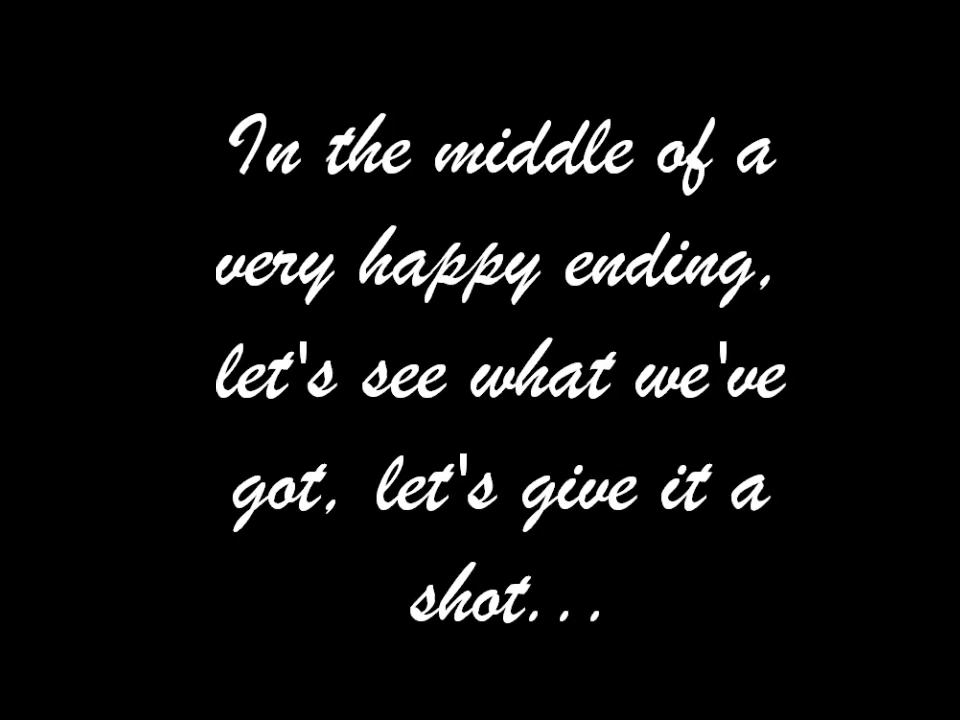 In the middle of a
very happy ending,
let's see what we've
got, let's give it a
shot...